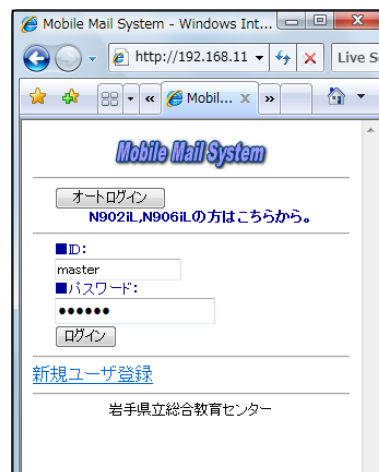 Mobile Mail System - Windows Int...
http://192.168.11
Live S
Mobil...
Mobile Mail System
オートログイン
N902iL,N906iLの方はこちらから。
■ID:
master
■パスワード:
●●●●●●
ログイン
新規ユーザ登録
岩手県立総合教育センター